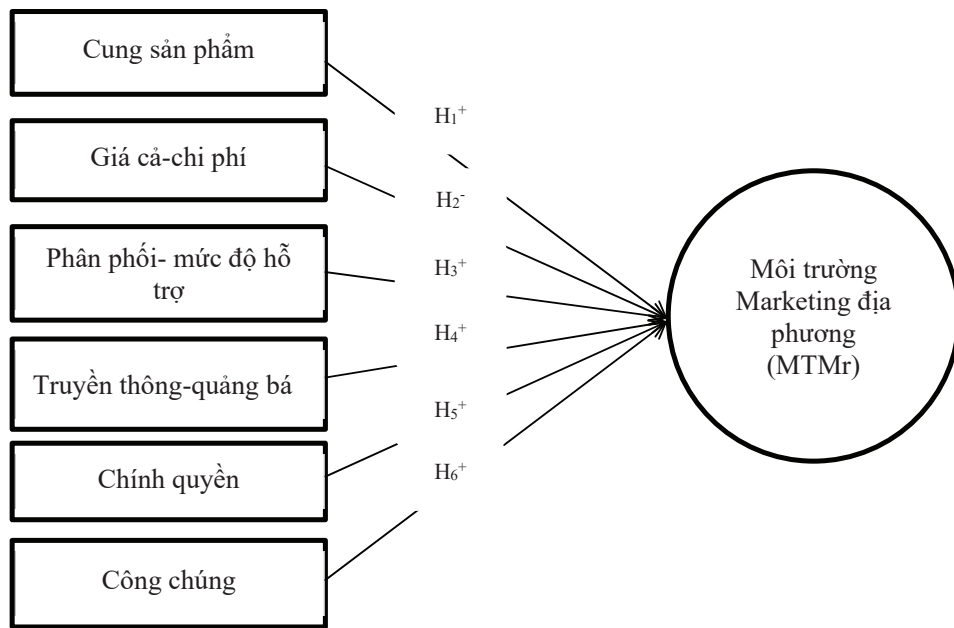 Cung sản phẩm
Giá cả-chi phí
Phân phối- mức độ hỗ
trợ
Truyền thông-quảng bá
Chính quyền
Công chúng
H₁⁺
H₂⁻
H₃⁺
H₄⁺
H₅⁺
H₆⁺
Môi trường
Marketing địa
phương
(MTMr)